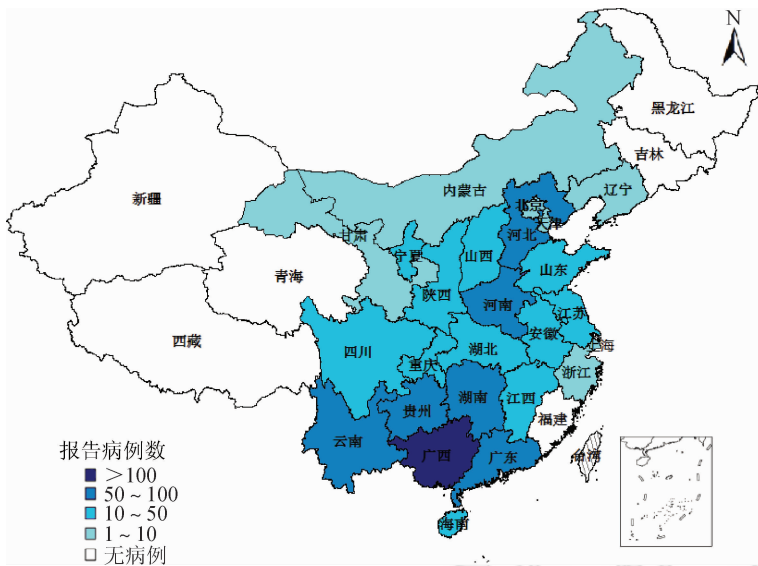 N
黑龙江
吉林
新疆
内蒙古
辽宁
北京
天津
甘肃
河北
宁夏
山西
山东
青海
陕西
河南
江苏
西藏
安徽
上海
四川
湖北
重庆
浙江
湖南
江西
贵州
福建
云南
广西
广东
台湾
海南
报告病例数
>100
50~100
10~50
1~10
无病例